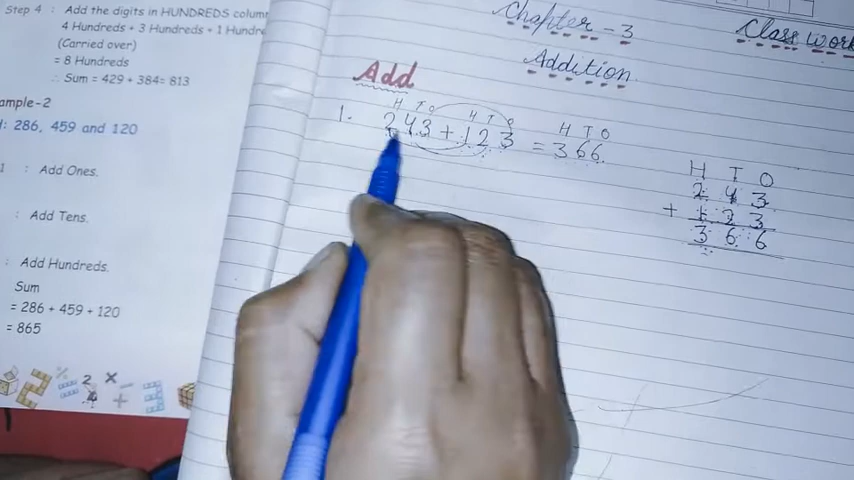 Step 4 : Add the digits in HUNDREDS column
4 Hundreds + 3 Hundreds + 1 Hundre
(Carried over)
= 8 Hundreds
∴ Sum = 429 + 384 = 813
ample-2
d: 286, 459 and 120
1 : Add Ones.
: Add Tens.
: Add Hundreds.
Sum
= 286 + 459 + 120
= 865
Chapter - 3
Class Work
Addition
Add
H T O H T O H T O
1. 243 + 123 = 366
H T O
2 4 3
+ 1 2 3
3 6 6